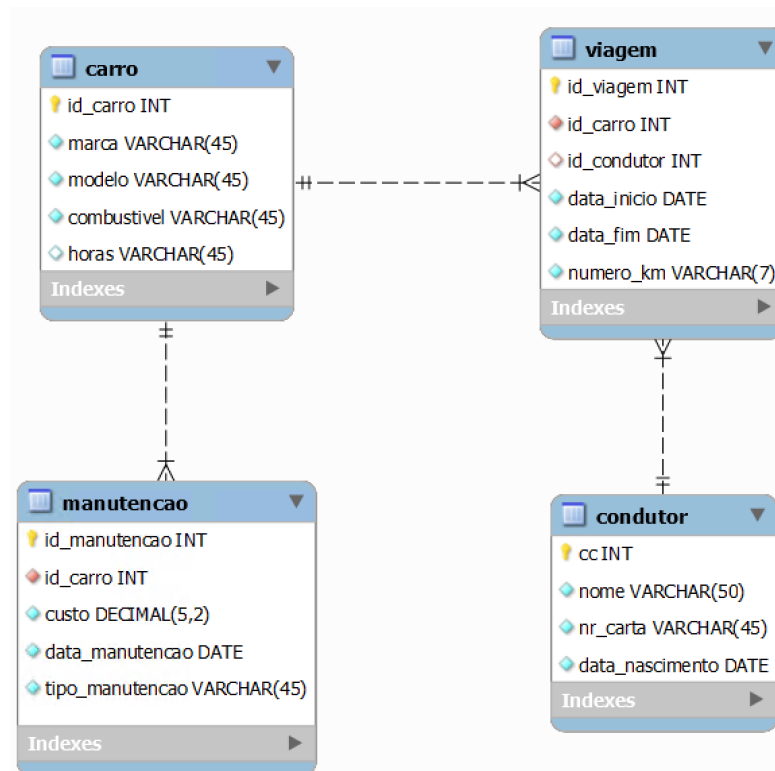 carro
id_carro INT
marca VARCHAR(45)
modelo VARCHAR(45)
combustivel VARCHAR(45)
horas VARCHAR(45)
Indexes
viagem
id_viagem INT
id_carro INT
id_condutor INT
data_inicio DATE
data_fim DATE
numero_km VARCHAR(7)
Indexes
manutencao
id_manutencao INT
id_carro INT
custo DECIMAL(5,2)
data_manutencao DATE
tipo_manutencao VARCHAR(45)
Indexes
condutor
cc INT
nome VARCHAR(50)
nr_carta VARCHAR(45)
data_nascimento DATE
Indexes